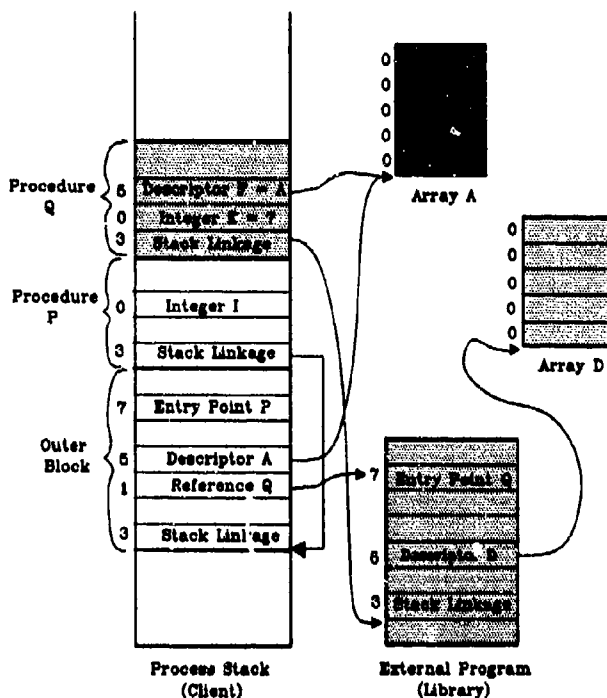 0
0
0
0
0
Array A
Procedure
Q
5
Descriptor F = A
0
Integer K = 7
3
Stack Linkage
Procedure
P
0
Integer I
3
Stack Linkage
0
0
0
0
0
Array D
Outer
Block
7
Entry Point P
5
Descriptor A
1
Reference Q
3
Stack Linkage
7
Entry Point Q
5
Descriptor D
3
Stack Linkage
Process Stack
(Client)
External Program
(Library)